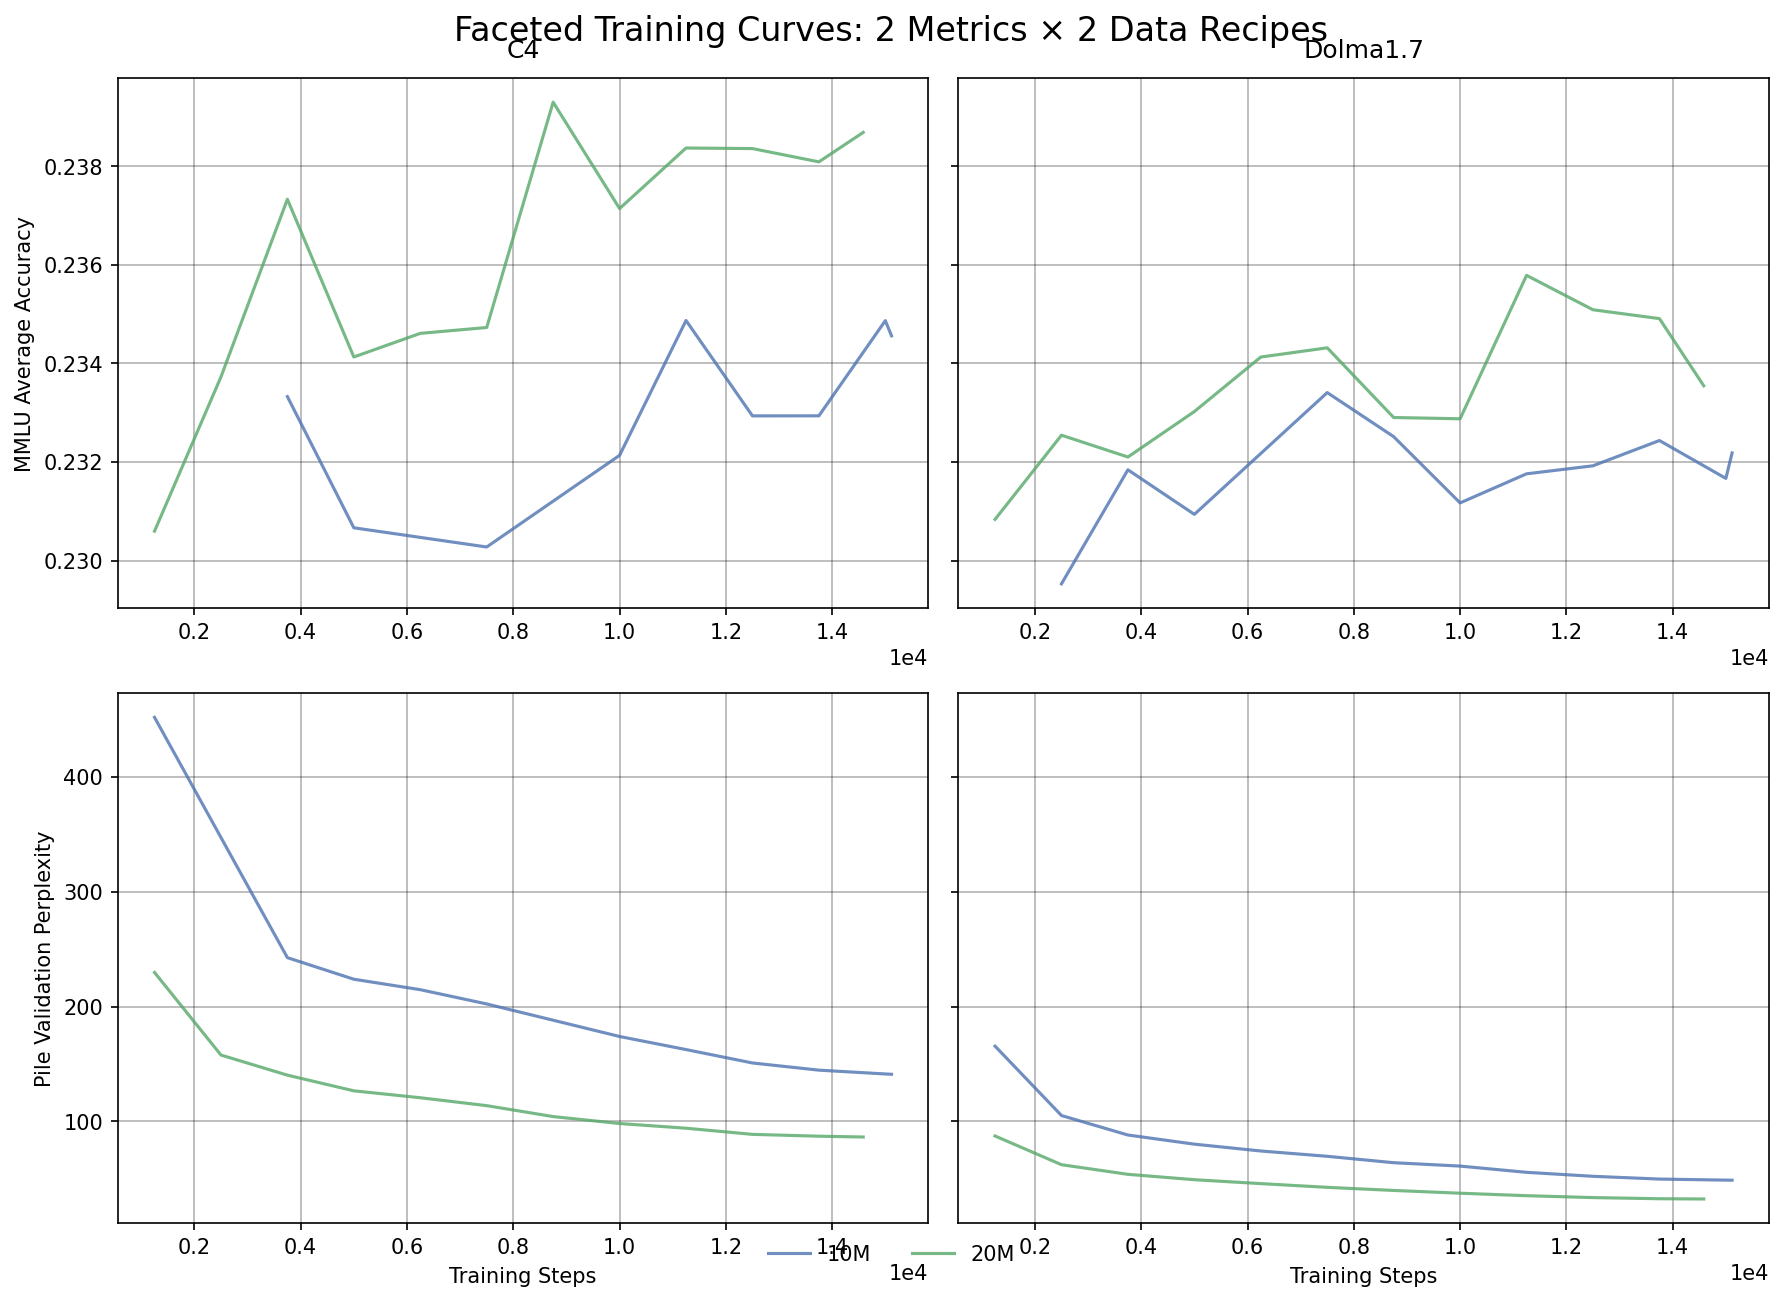 Faceted Training Curves: 2 Metrics × 2 Data Recipes
C4
Dolma1.7
MMLU Average Accuracy
0.238
0.236
0.234
0.232
0.230
0.2 0.4 0.6 0.8 1.0 1.2 1.4
1e4
0.2 0.4 0.6 0.8 1.0 1.2 1.4
1e4
Pile Validation Perplexity
400
300
200
100
0.2 0.4 0.6 0.8 1.0 1.2 1.4
1e4
Training Steps
0.2 0.4 0.6 0.8 1.0 1.2 1.4
1e4
Training Steps
10M 20M